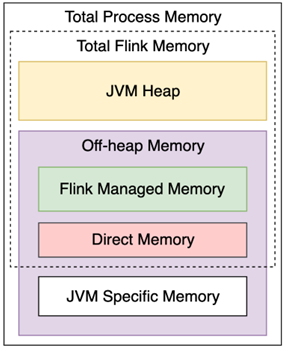 Total Process Memory
Total Flink Memory
JVM Heap
Off-heap Memory
Flink Managed Memory
Direct Memory
JVM Specific Memory